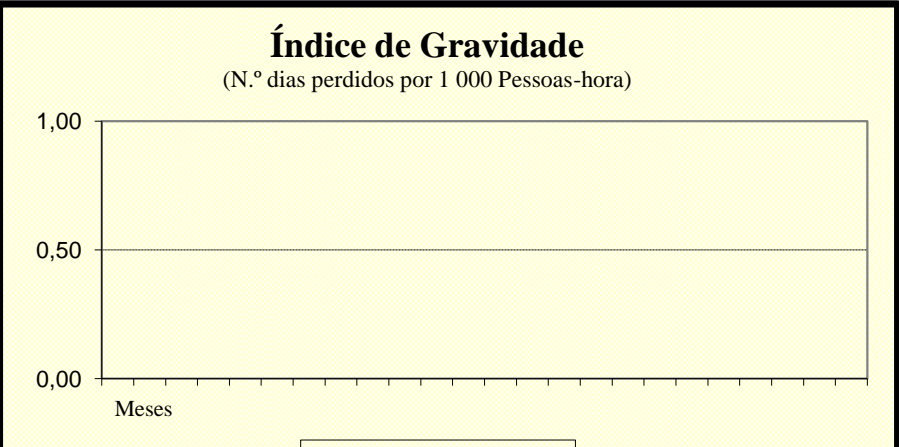 Índice de Gravidade
(N.º dias perdidos por 1 000 Pessoas-hora)
1,00
0,50
0,00
Meses